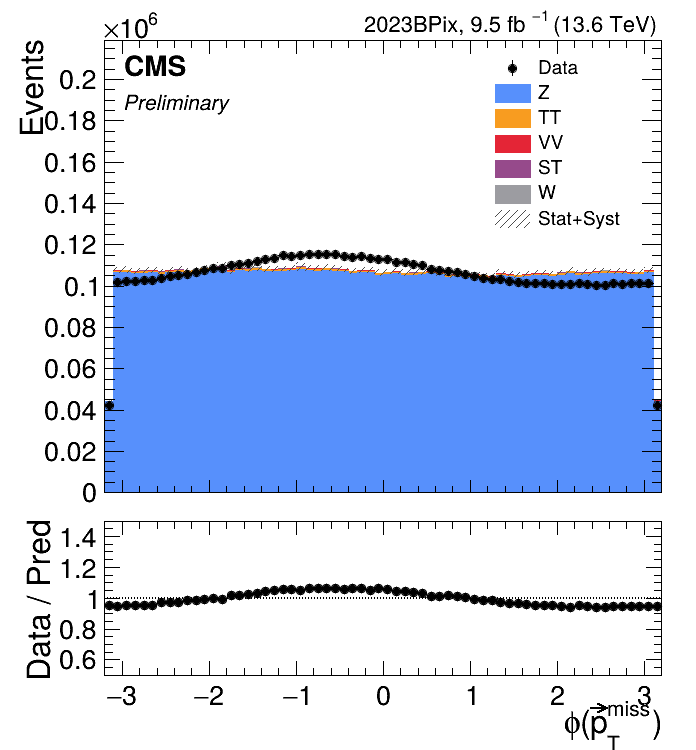 ×10⁶
2023BPix, 9.5 fb⁻¹ (13.6 TeV)
CMS
Preliminary
Data
Z
TT
VV
ST
W
Stat+Syst
Events
0.2
0.18
0.16
0.14
0.12
0.1
0.08
0.06
0.04
0.02
0
Data / Pred
1.4
1.2
1
0.8
0.6
−3 −2 −1 0 1 2 3
ϕ(p⃗_T^miss)